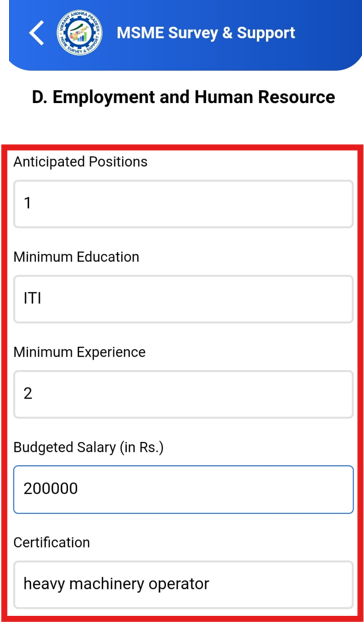 MSME Survey & Support
D. Employment and Human Resource
Anticipated Positions
1
Minimum Education
ITI
Minimum Experience
2
Budgeted Salary (in Rs.)
200000
Certification
heavy machinery operator